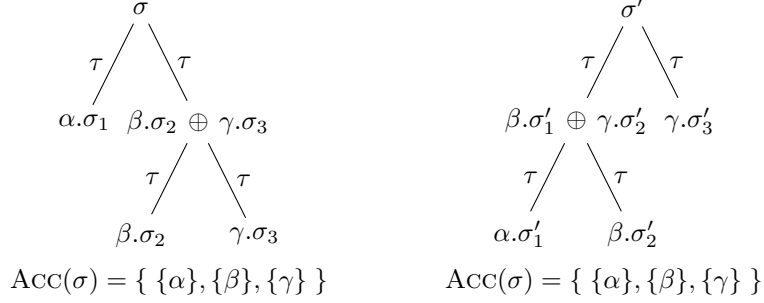 σ σ′
τ τ τ τ
α.σ₁ β.σ₂ ⊕ γ.σ₃ β.σ′₁ ⊕ γ.σ′₂ γ.σ′₃
τ τ τ τ
β.σ₂ γ.σ₃ α.σ′₁ β.σ′₂
Acc(σ) = { {α}, {β}, {γ} } Acc(σ) = { {α}, {β}, {γ} }